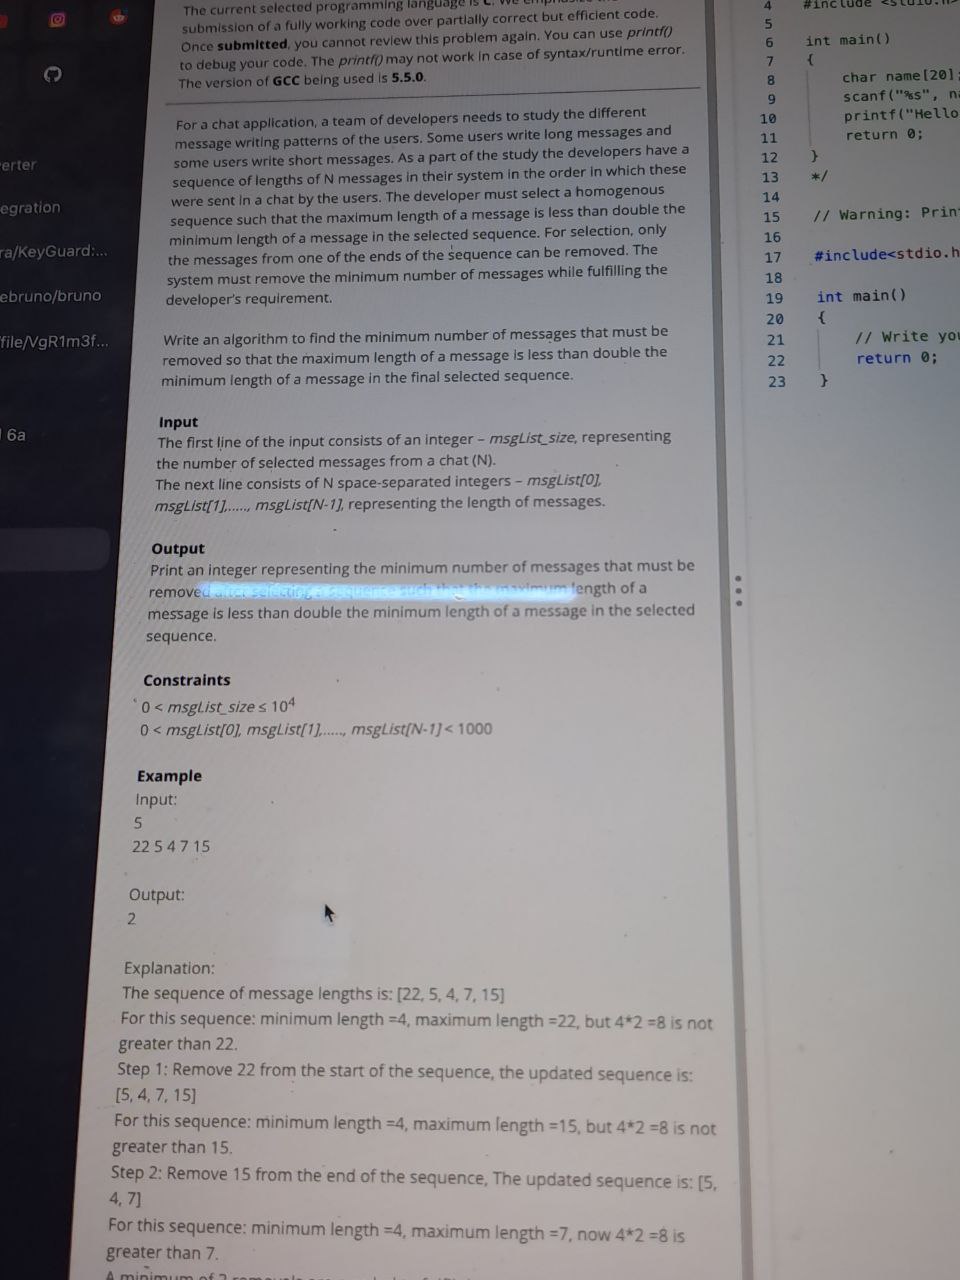 The current selected programming language is C. We emphasize the
submission of a fully working code over partially correct but efficient code.
Once submitted, you cannot review this problem again. You can use printf()
to debug your code. The printf() may not work in case of syntax/runtime error.
The version of GCC being used is 5.5.0.
For a chat application, a team of developers needs to study the different
message writing patterns of the users. Some users write long messages and
some users write short messages. As a part of the study the developers have a
sequence of lengths of N messages in their system in the order in which these
were sent in a chat by the users. The developer must select a homogenous
sequence such that the maximum length of a message is less than double the
minimum length of a message in the selected sequence. For selection, only
the messages from one of the ends of the sequence can be removed. The
system must remove the minimum number of messages while fulfilling the
developer's requirement.
Write an algorithm to find the minimum number of messages that must be
removed so that the maximum length of a message is less than double the
minimum length of a message in the final selected sequence.
Input
The first line of the input consists of an integer – msgList_size, representing
the number of selected messages from a chat (N).
The next line consists of N space-separated integers – msgList[0],
msgList[1],....., msgList[N-1], representing the length of messages.
Output
Print an integer representing the minimum number of messages that must be
removed after selecting a sequence such that the maximum length of a
message is less than double the minimum length of a message in the selected
sequence.
Constraints
0 < msgList_size ≤ 10⁴
0 < msgList[0], msgList[1],....., msgList[N-1] < 1000
Example
Input:
5
22 5 4 7 15
Output:
2
Explanation:
The sequence of message lengths is: [22, 5, 4, 7, 15]
For this sequence: minimum length =4, maximum length =22, but 4*2 =8 is not
greater than 22.
Step 1: Remove 22 from the start of the sequence, the updated sequence is:
[5, 4, 7, 15]
For this sequence: minimum length =4, maximum length =15, but 4*2 =8 is not
greater than 15.
Step 2: Remove 15 from the end of the sequence, The updated sequence is: [5,
4, 7]
For this sequence: minimum length =4, maximum length =7, now 4*2 =8 is
greater than 7.
A minimum of 2 removals are
erter
egration
ra/KeyGuard:...
ebruno/bruno
file/VgR1m3f...
6a
4 #include <stdio.h>
5
6 int main()
7 {
8 char name[20];
9 scanf("%s", na
10 printf("Hello
11 return 0;
12 }
13 */
14
15 // Warning: Prin
16
17 #include<stdio.h
18
19 int main()
20 {
21 // Write you
22 return 0;
23 }